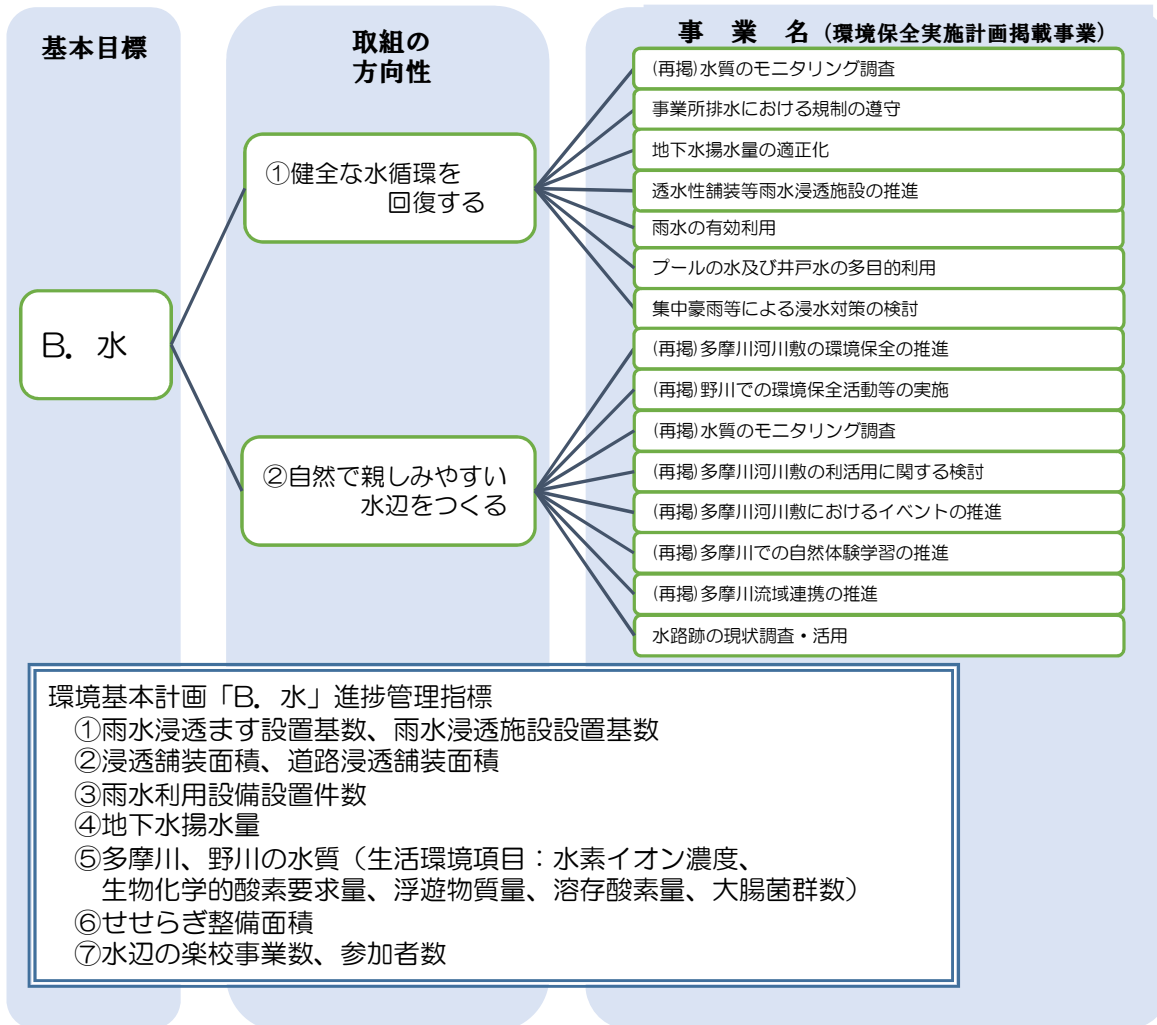 基本目標
取組の
方向性
事 業 名 (環境保全実施計画掲載事業)
B. 水
①健全な水循環を
回復する
②自然で親しみやすい
水辺をつくる
(再掲)水質のモニタリング調査
事業所排水における規制の遵守
地下水揚水量の適正化
透水性舗装等雨水浸透施設の推進
雨水の有効利用
プールの水及び井戸水の多目的利用
集中豪雨等による浸水対策の検討
(再掲)多摩川河川敷の環境保全の推進
(再掲)野川での環境保全活動等の実施
(再掲)水質のモニタリング調査
(再掲)多摩川河川敷の利活用に関する検討
(再掲)多摩川河川敷におけるイベントの推進
(再掲)多摩川での自然体験学習の推進
(再掲)多摩川流域連携の推進
水路跡の現状調査・活用
環境基本計画「B. 水」進捗管理指標
①雨水浸透ます設置基数、雨水浸透施設設置基数
②浸透舗装面積、道路浸透舗装面積
③雨水利用設備設置件数
④地下水揚水量
⑤多摩川、野川の水質(生活環境項目:水素イオン濃度、
生物化学的酸素要求量、浮遊物質量、溶存酸素量、大腸菌群数)
⑥せせらぎ整備面積
⑦水辺の楽校事業数、参加者数